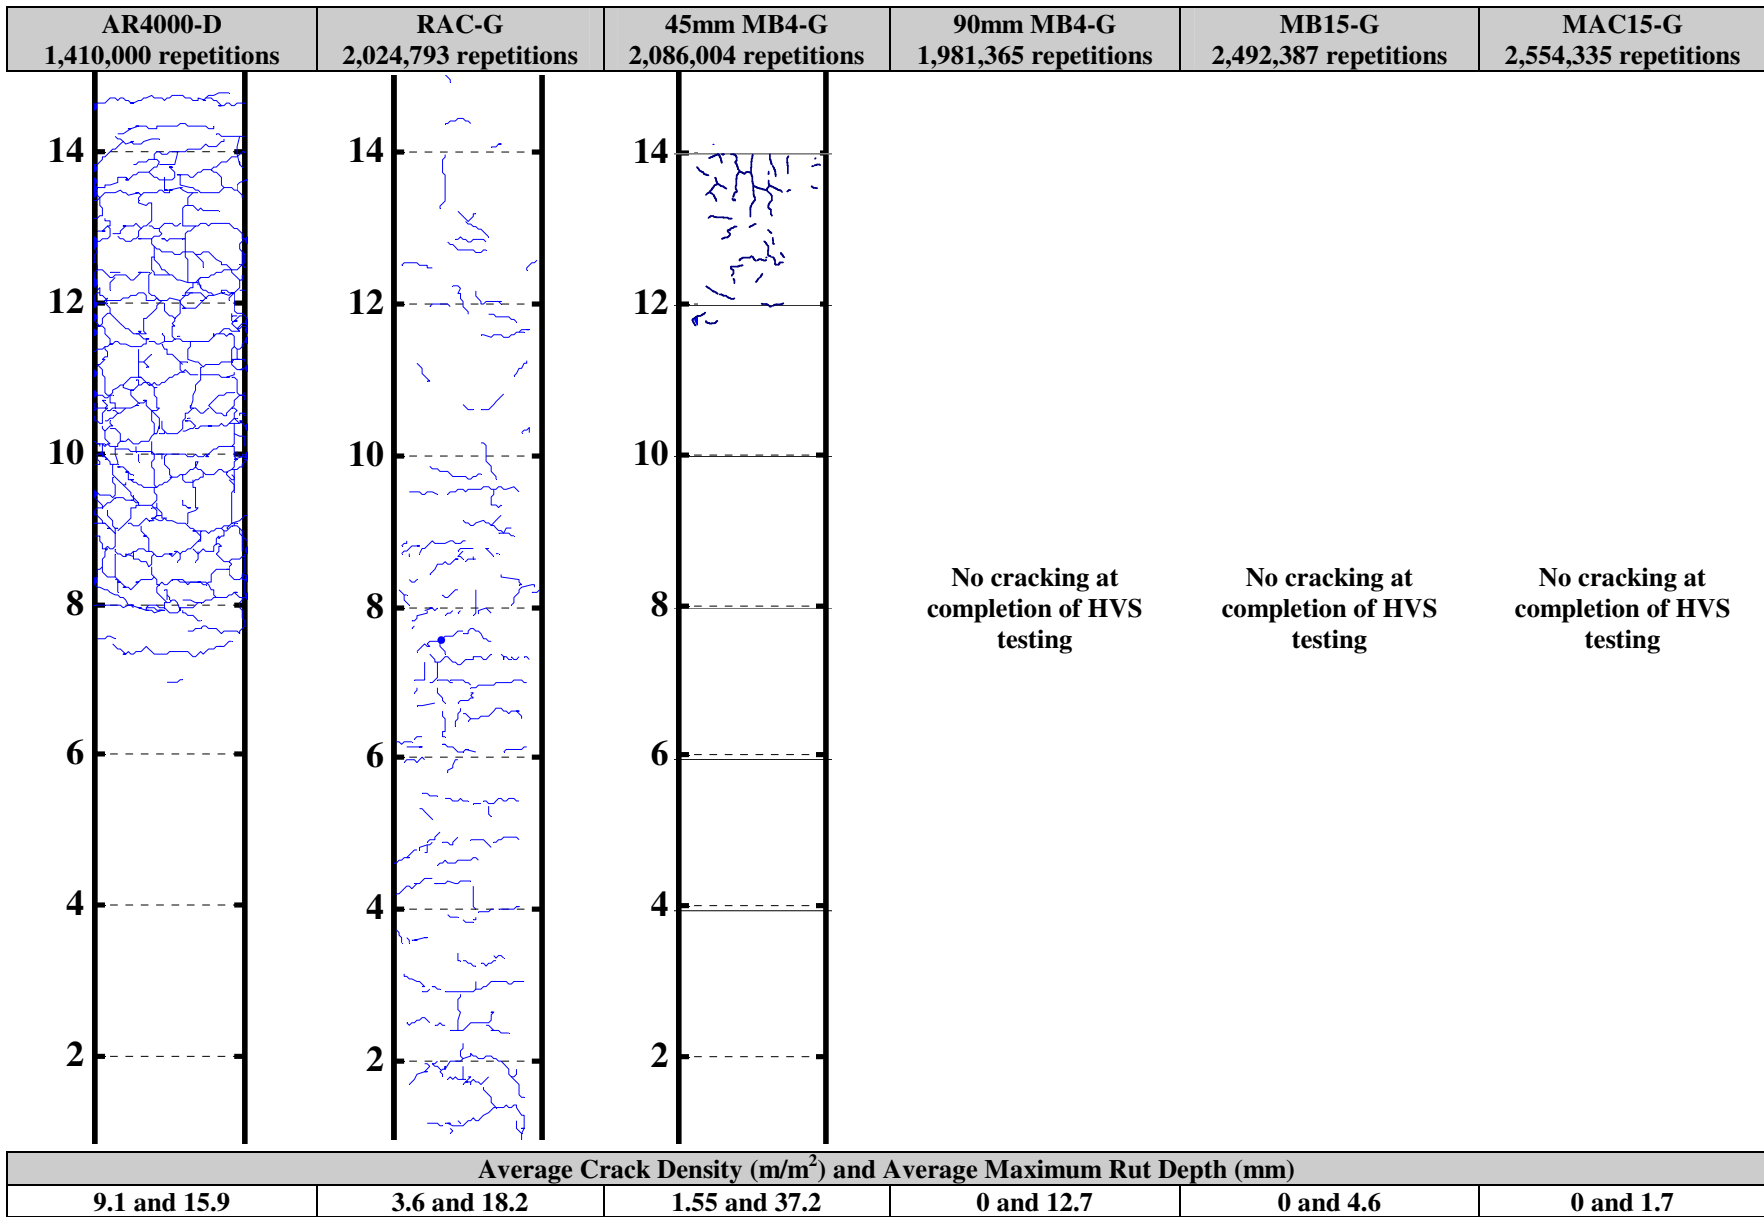 AR4000-D
1,410,000 repetitions
RAC-G
2,024,793 repetitions
45mm MB4-G
2,086,004 repetitions
90mm MB4-G
1,981,365 repetitions
MB15-G
2,492,387 repetitions
MAC15-G
2,554,335 repetitions
14
12
10
8
6
4
2
14
12
10
8
6
4
2
14
12
10
8
6
4
2
No cracking at
completion of HVS
testing
No cracking at
completion of HVS
testing
No cracking at
completion of HVS
testing
Average Crack Density (m/m²) and Average Maximum Rut Depth (mm)
9.1 and 15.9
3.6 and 18.2
1.55 and 37.2
0 and 12.7
0 and 4.6
0 and 1.7